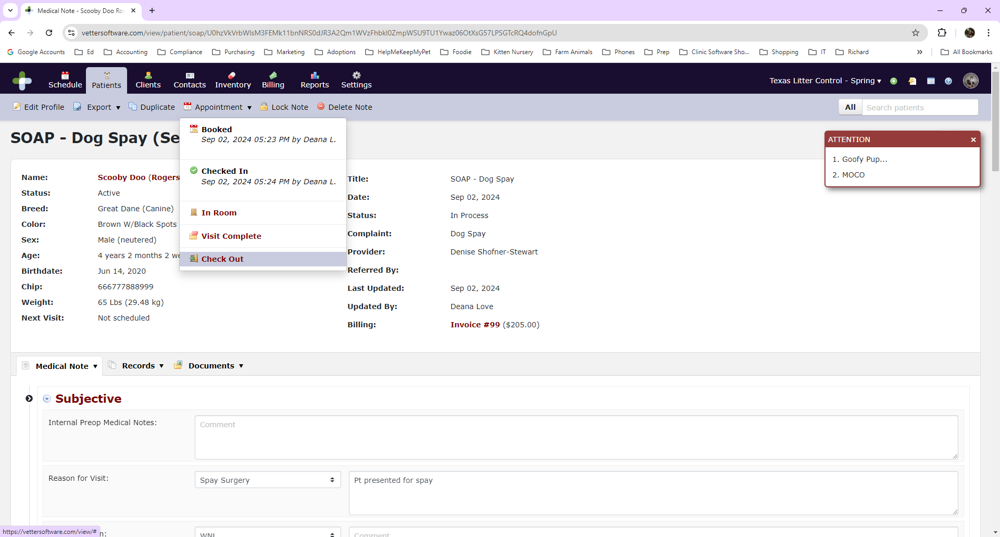 Medical Note - Scooby Doo Ro
vettersoftware.com/view/patient/soap/U0hzVkVrbWlsM3FEMk11bnNRS0dJR3A2Qm1WVzFhbkI0ZmpWSU9TU1Ywaz06OtXsG57LPSGTcRQ4dofnGpU
Google Accounts Ed Accounting Compliance Purchasing Marketing Adoptions HelpMeKeepMyPet Foodie Kitten Nursery Farm Animals Phones Prep Clinic Software Sho... Shopping IT Richard All Bookmarks
Schedule Patients Clients Contacts Inventory Billing Reports Settings Texas Litter Control - Spring
Edit Profile Export Duplicate Appointment Lock Note Delete Note All Search patients
SOAP - Dog Spay (Se
Booked
Sep 02, 2024 05:23 PM by Deana L.
Checked In
Sep 02, 2024 05:24 PM by Deana L.
In Room
Visit Complete
Check Out
ATTENTION
1. Goofy Pup...
2. MOCO
Name: Scooby Doo (Rogers
Status: Active
Breed: Great Dane (Canine)
Color: Brown W/Black Spots
Sex: Male (neutered)
Age: 4 years 2 months 2 we
Birthdate: Jun 14, 2020
Chip: 666777888999
Weight: 65 Lbs (29.48 kg)
Next Visit: Not scheduled
Title: SOAP - Dog Spay
Date: Sep 02, 2024
Status: In Process
Complaint: Dog Spay
Provider: Denise Shofner-Stewart
Referred By:
Last Updated: Sep 02, 2024
Updated By: Deana Love
Billing: Invoice #99 ($205.00)
Medical Note Records Documents
Subjective
Internal Preop Medical Notes: Comment
Reason for Visit: Spay Surgery Pt presented for spay
n: WNL Comment
https://vettersoftware.com/view/#